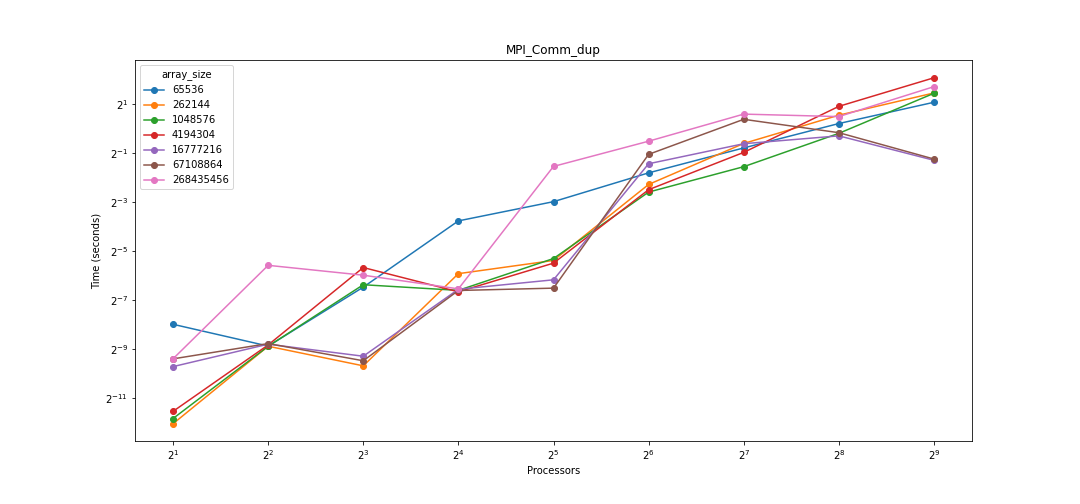 MPI_Comm_dup
array_size
65536
262144
1048576
4194304
16777216
67108864
268435456
Time (seconds)
2^1
2^-1
2^-3
2^-5
2^-7
2^-9
2^-11
2^1 2^2 2^3 2^4 2^5 2^6 2^7 2^8 2^9
Processors